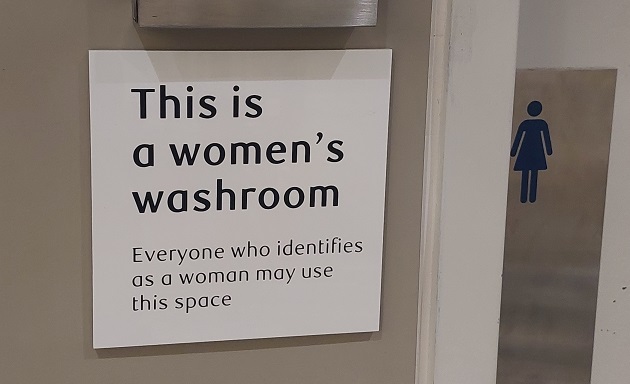 This is
a women's
washroom
Everyone who identifies
as a woman may use
this space